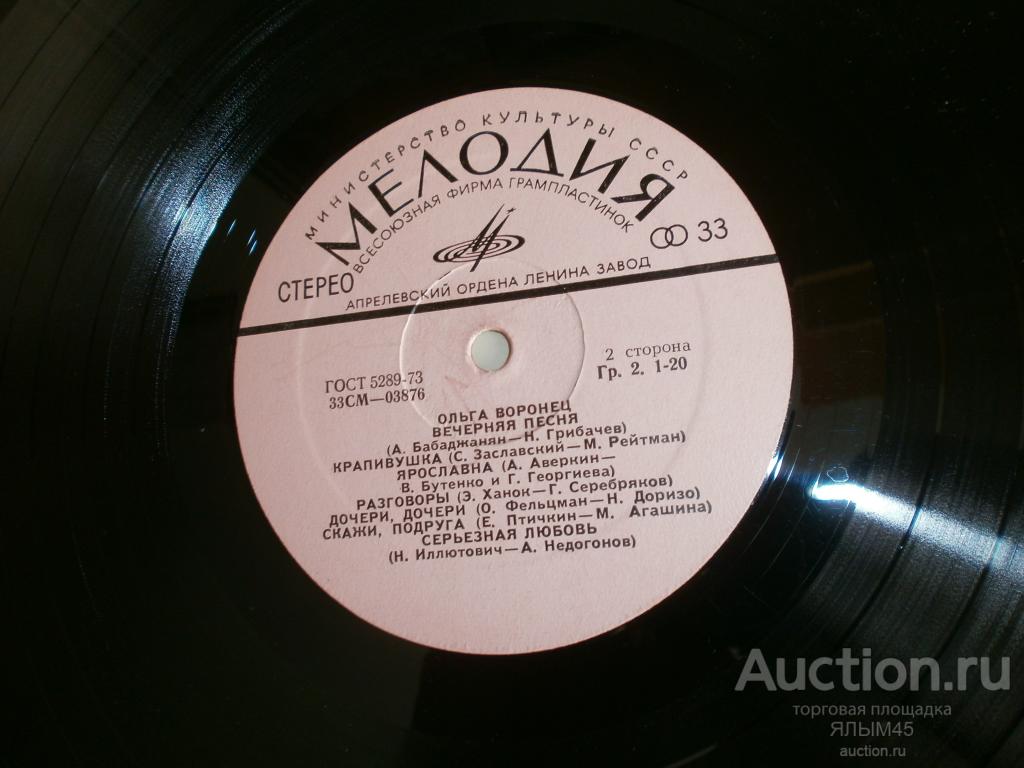 МИНИСТЕРСТВО КУЛЬТУРЫ СССР
МЕЛОДИЯ
ВСЕСОЮЗНАЯ ФИРМА ГРАМПЛАСТИНОК
СТЕРЕО
33
АПРЕЛЕВСКИЙ ОРДЕНА ЛЕНИНА ЗАВОД
ГОСТ 5289-73
33СМ—03876
2 сторона
Гр. 2. 1-20
ОЛЬГА ВОРОНЕЦ
ВЕЧЕРНЯЯ ПЕСНЯ
(А. Бабаджанян—Н. Грибачев)
КРАПИВУШКА (С. Заславский—М. Рейтман)
ЯРОСЛАВНА (А. Аверкин—
В. Бутенко и Г. Георгиева)
РАЗГОВОРЫ (Э. Ханок—Г. Серебряков)
ДОЧЕРИ, ДОЧЕРИ (О. Фельцман—Н. Доризо)
СКАЖИ, ПОДРУГА (Е. Птичкин—М. Агашина)
СЕРЬЕЗНАЯ ЛЮБОВЬ
(Н. Иллютович—А. Недогонов)
Auction.ru
торговая площадка
ЯЛЫМ45
auction.ru